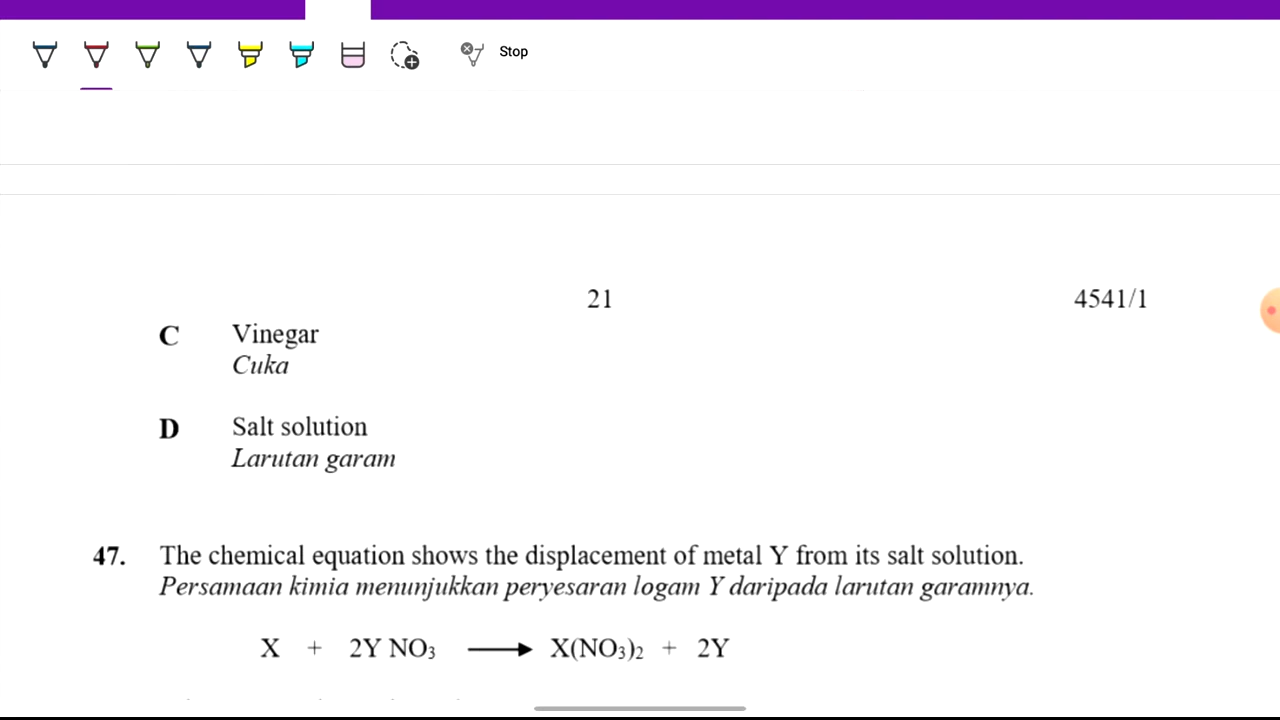 Stop
21
4541/1
C Vinegar
Cuka
D Salt solution
Larutan garam
47. The chemical equation shows the displacement of metal Y from its salt solution.
Persamaan kimia menunjukkan peryesaran logam Y daripada larutan garamnya.
X + 2Y NO₃ ⟶ X(NO₃)₂ + 2Y